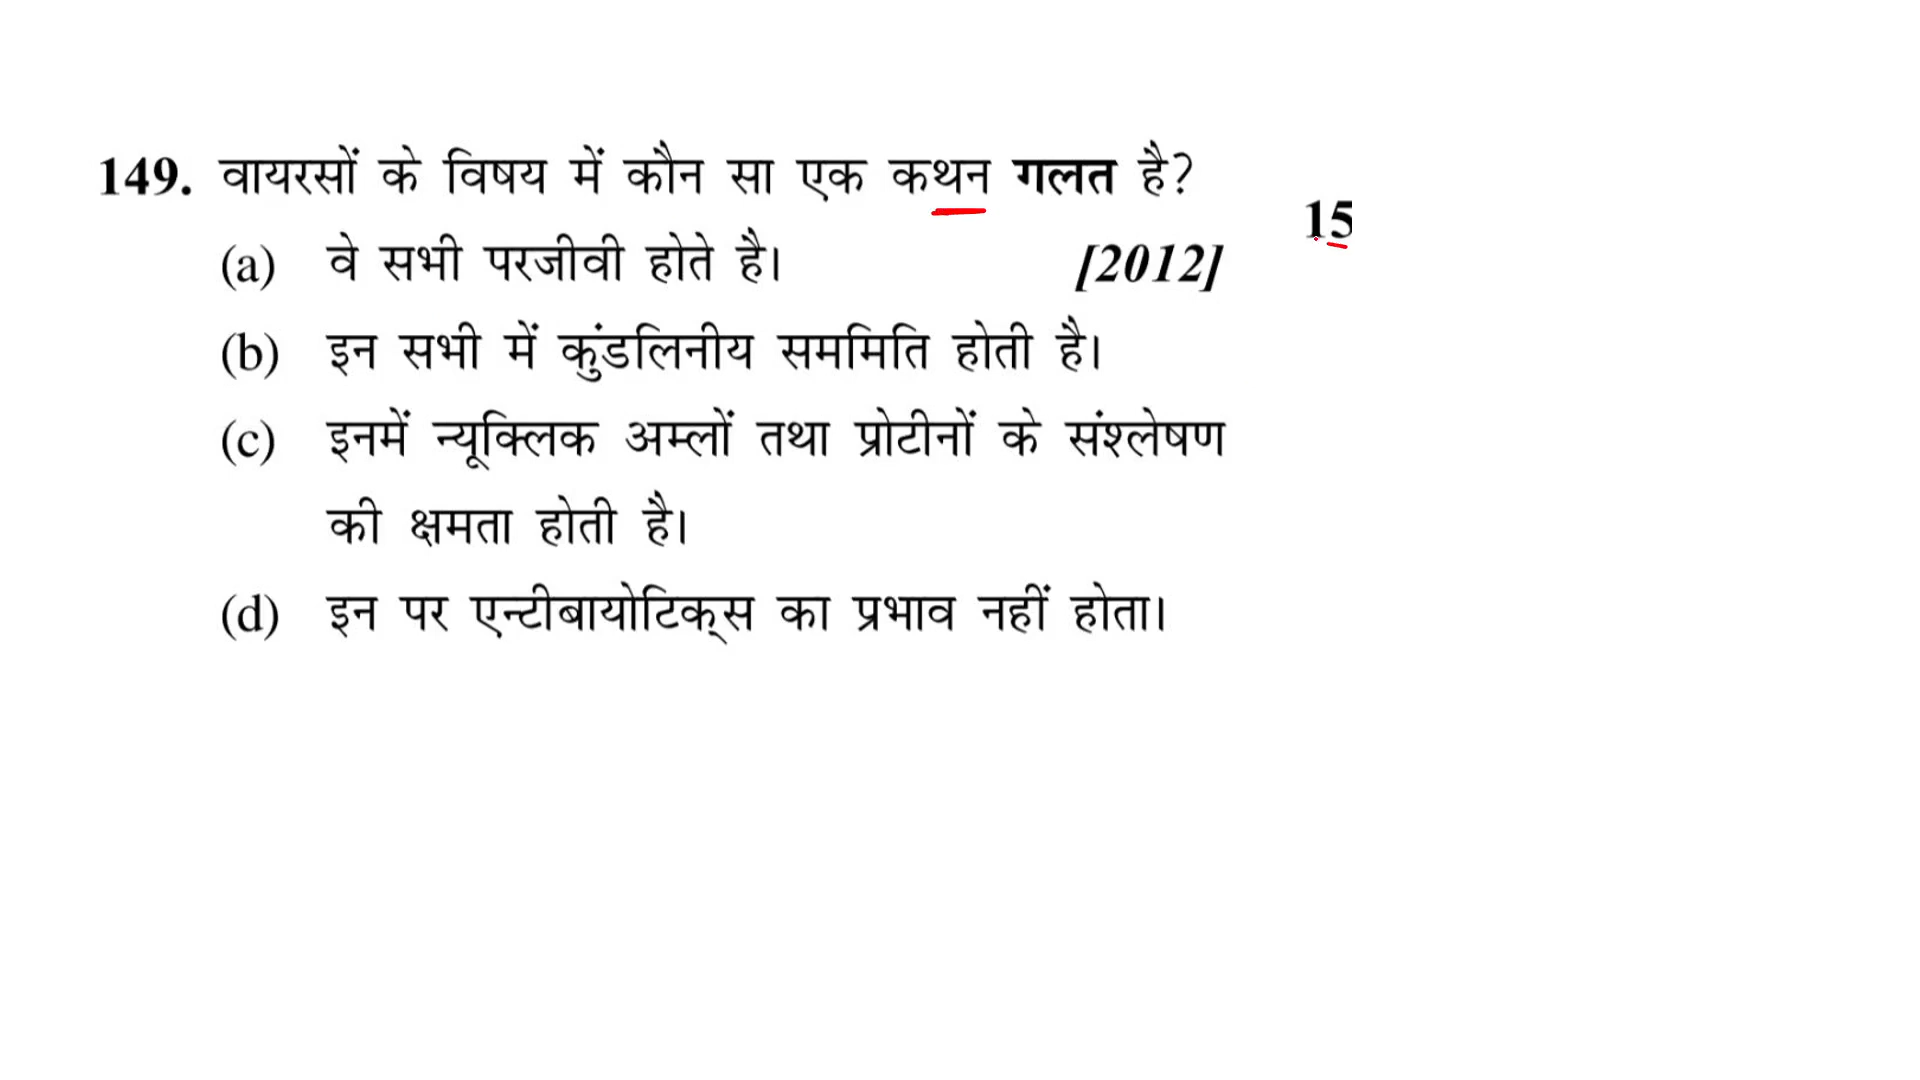 149. वायरसों के विषय में कौन सा एक कथन गलत है?
15
(a) वे सभी परजीवी होते है। [2012]
(b) इन सभी में कुंडलिनीय सममिति होती है।
(c) इनमें न्यूक्लिक अम्लों तथा प्रोटीनों के संश्लेषण
की क्षमता होती है।
(d) इन पर एन्टीबायोटिक्स का प्रभाव नहीं होता।